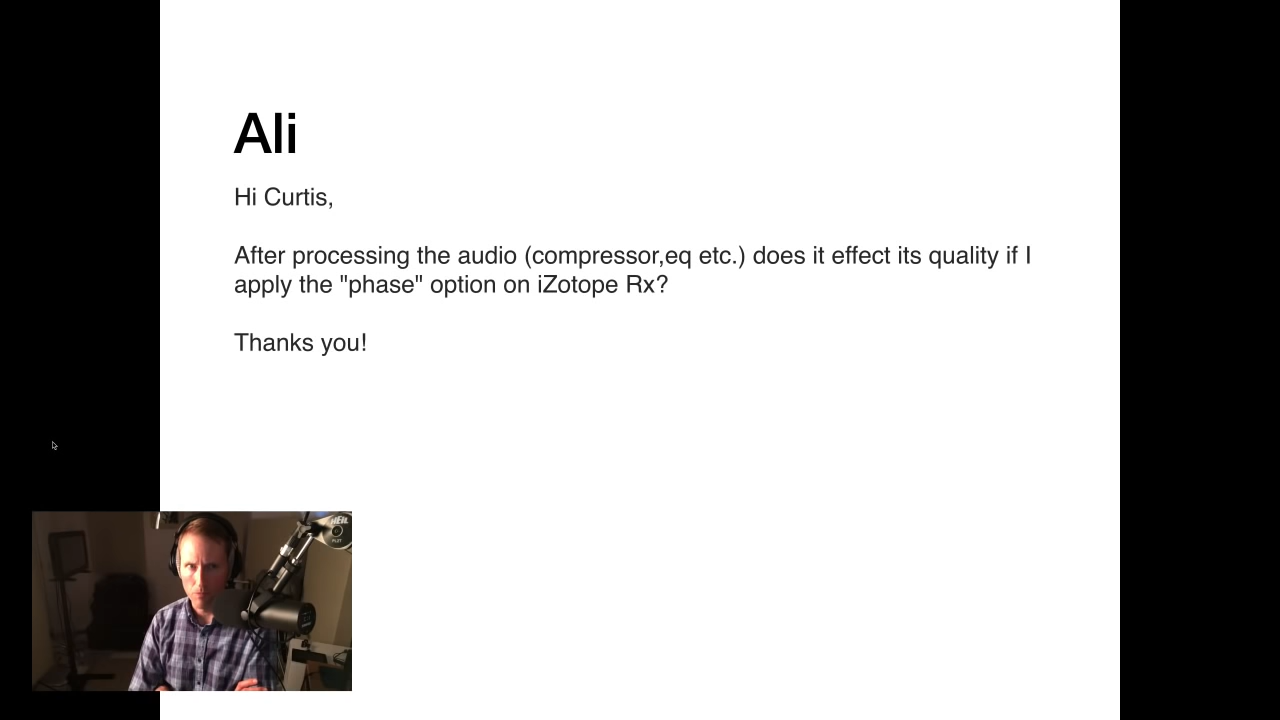 Ali
Hi Curtis,
After processing the audio (compressor,eq etc.) does it effect its quality if I
apply the "phase" option on iZotope Rx?
Thanks you!
HEIL